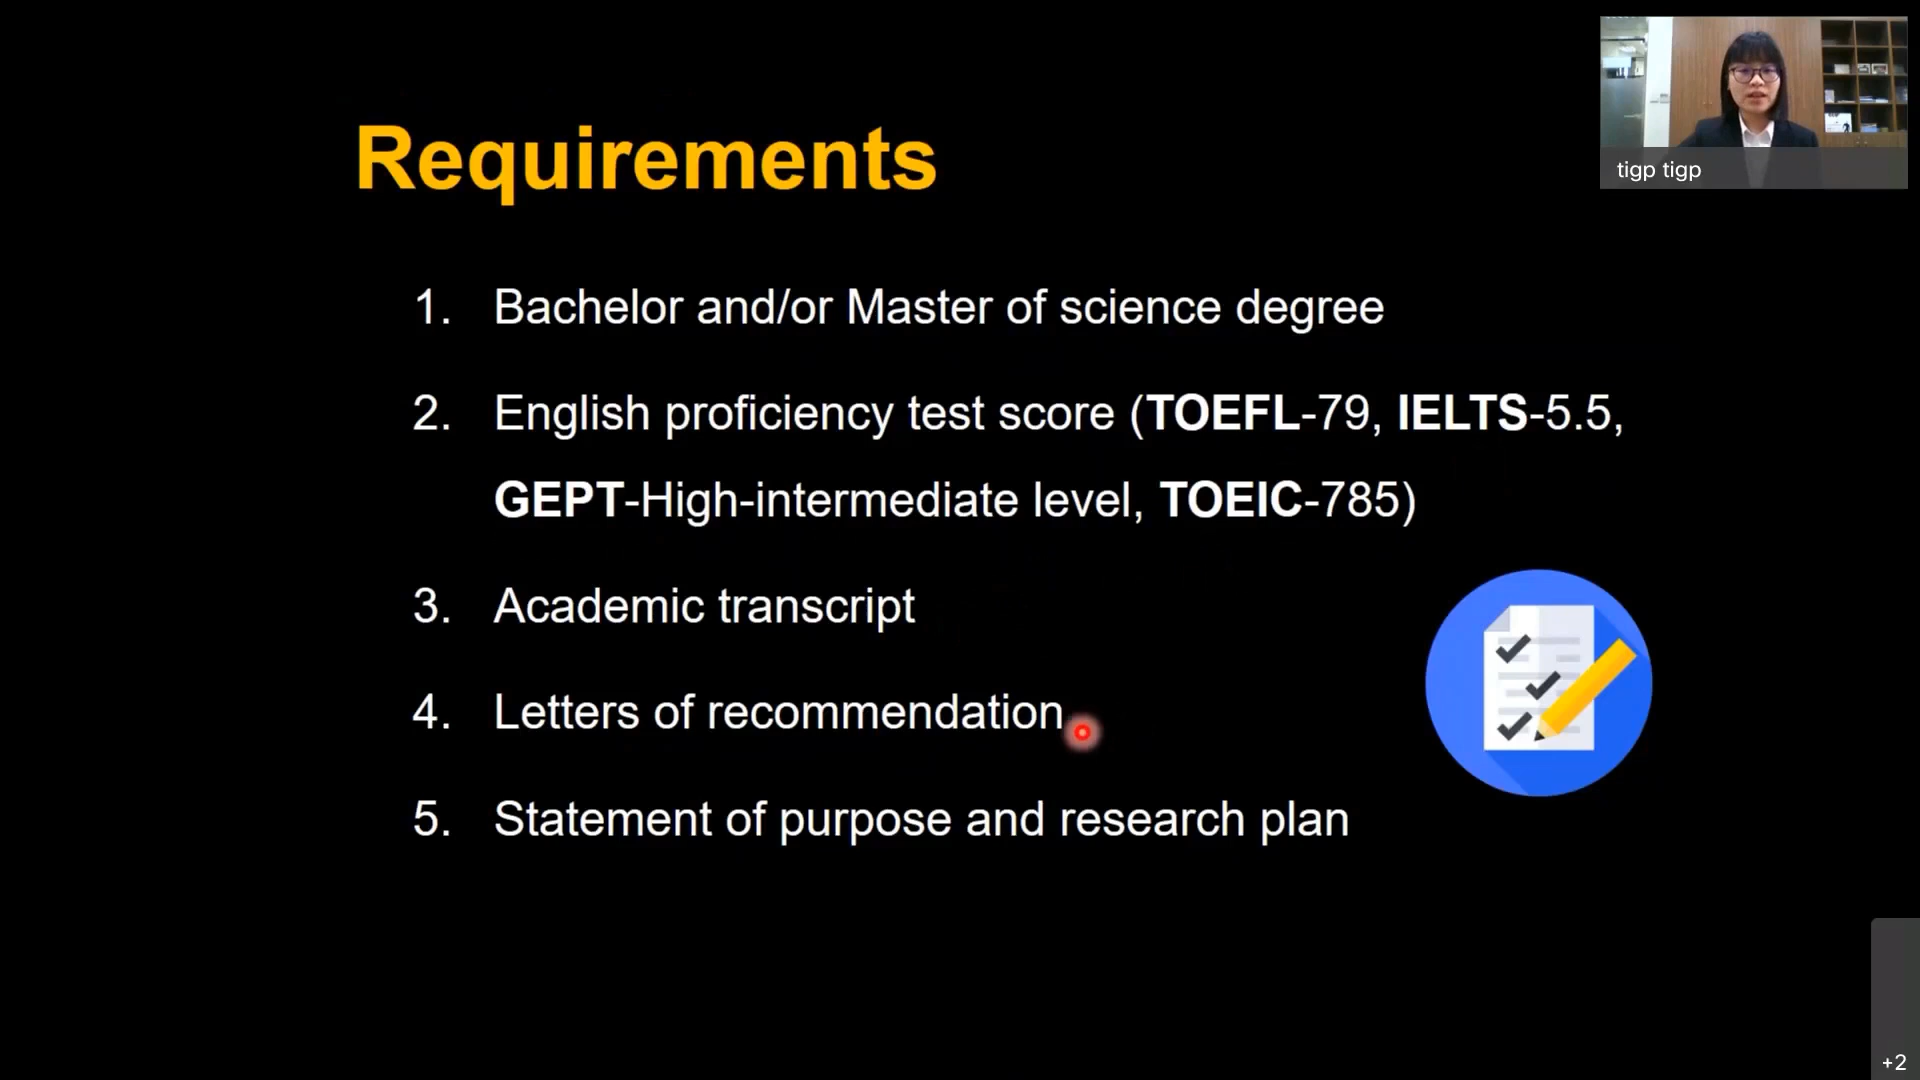 Requirements
1. Bachelor and/or Master of science degree
2. English proficiency test score (TOEFL-79, IELTS-5.5,
GEPT-High-intermediate level, TOEIC-785)
3. Academic transcript
4. Letters of recommendation
5. Statement of purpose and research plan
tigp tigp
+2